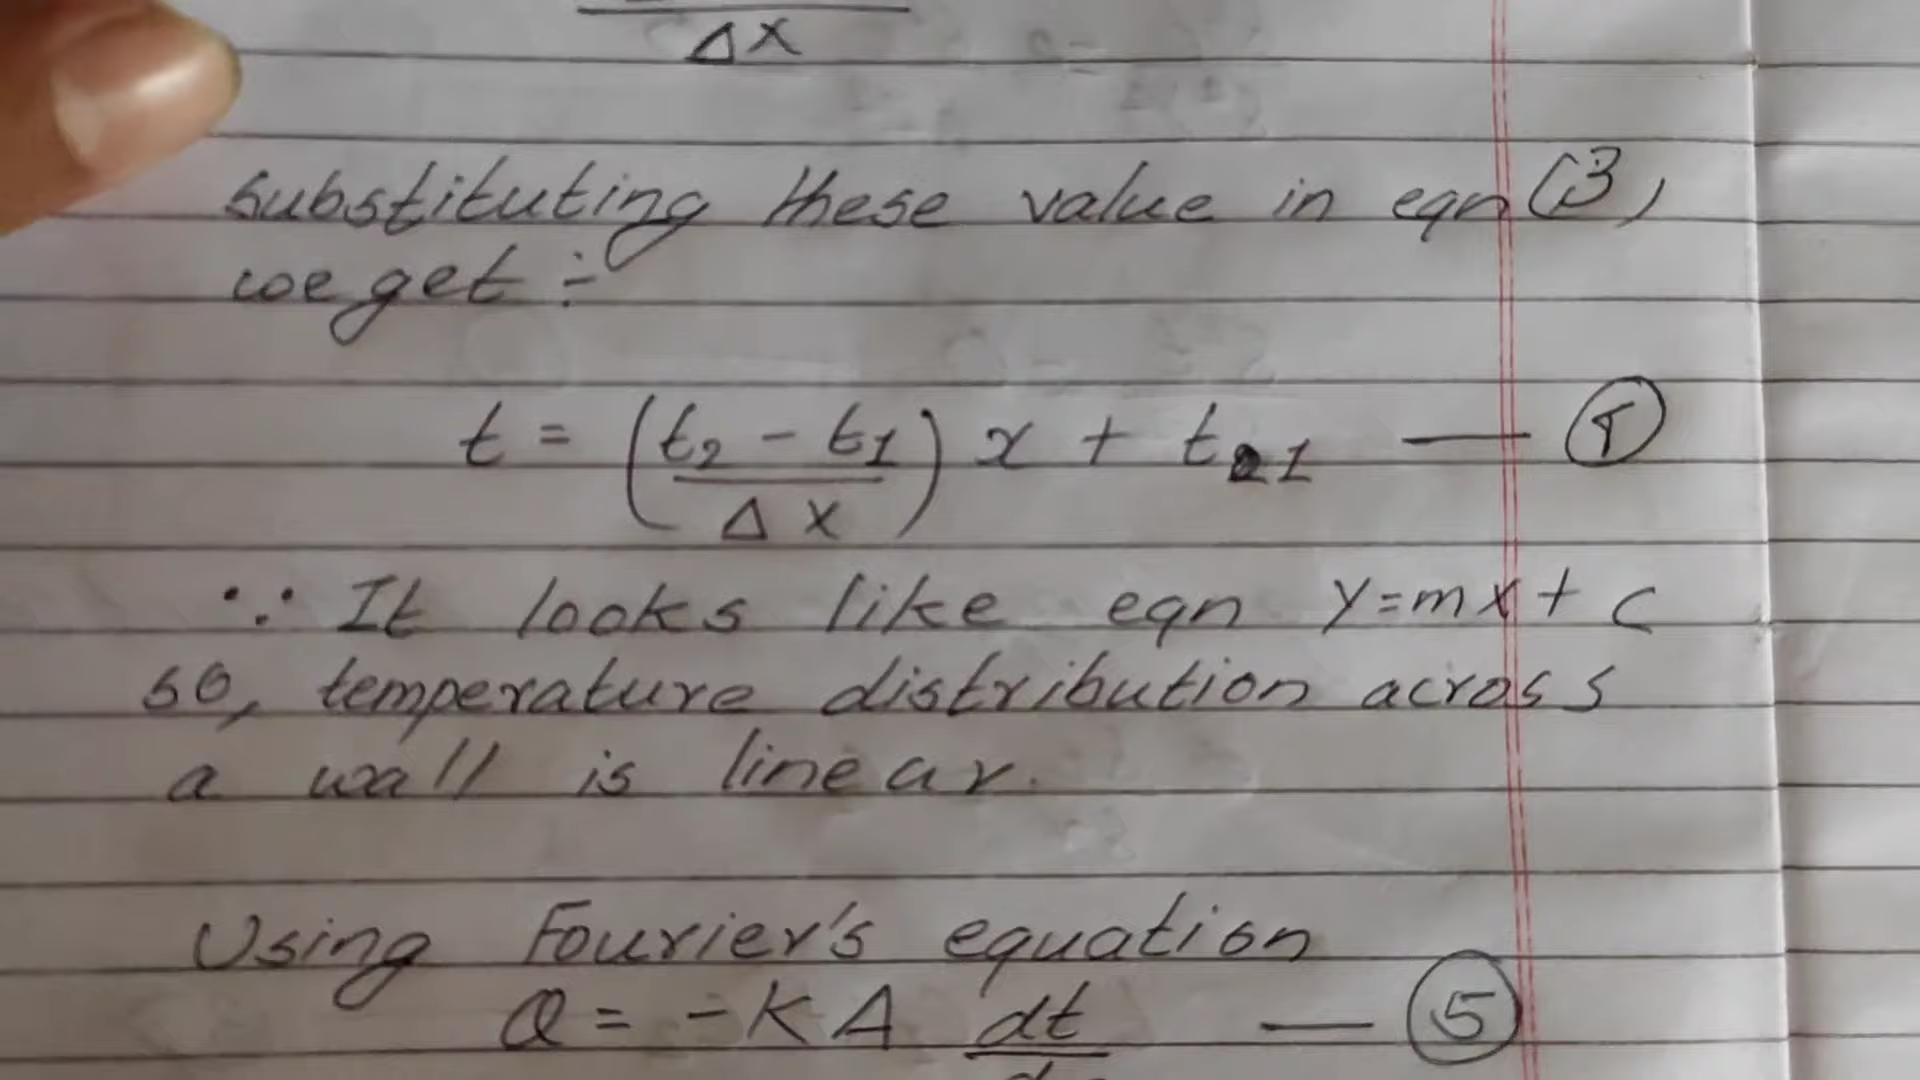 Δx
substituting these value in eqn (3)
we get :-
t = (t2 - t1 / Δx) x + t1 — 4
∵ It looks like eqn y=mx+c
so, temperature distribution across
a wall is linear.
Using Fourier's equation
Q = -KA dt — 5